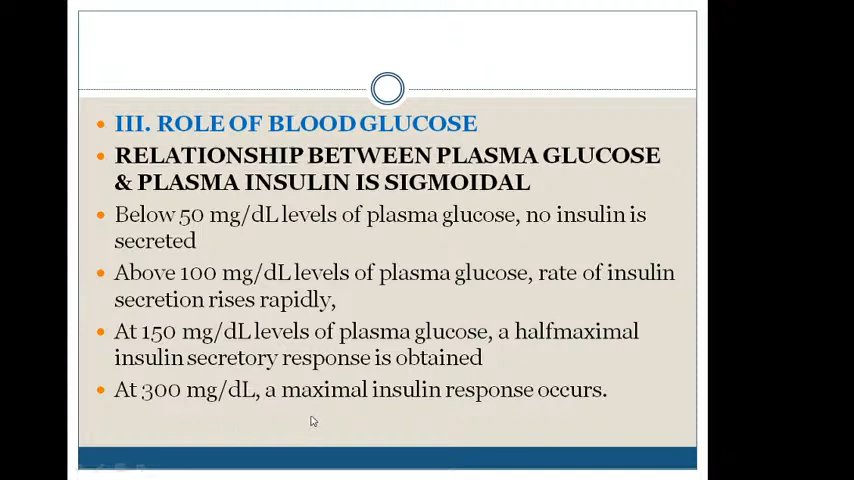 III. ROLE OF BLOOD GLUCOSE
RELATIONSHIP BETWEEN PLASMA GLUCOSE
& PLASMA INSULIN IS SIGMOIDAL
Below 50 mg/dL levels of plasma glucose, no insulin is
secreted
Above 100 mg/dL levels of plasma glucose, rate of insulin
secretion rises rapidly,
At 150 mg/dL levels of plasma glucose, a halfmaximal
insulin secretory response is obtained
At 300 mg/dL, a maximal insulin response occurs.